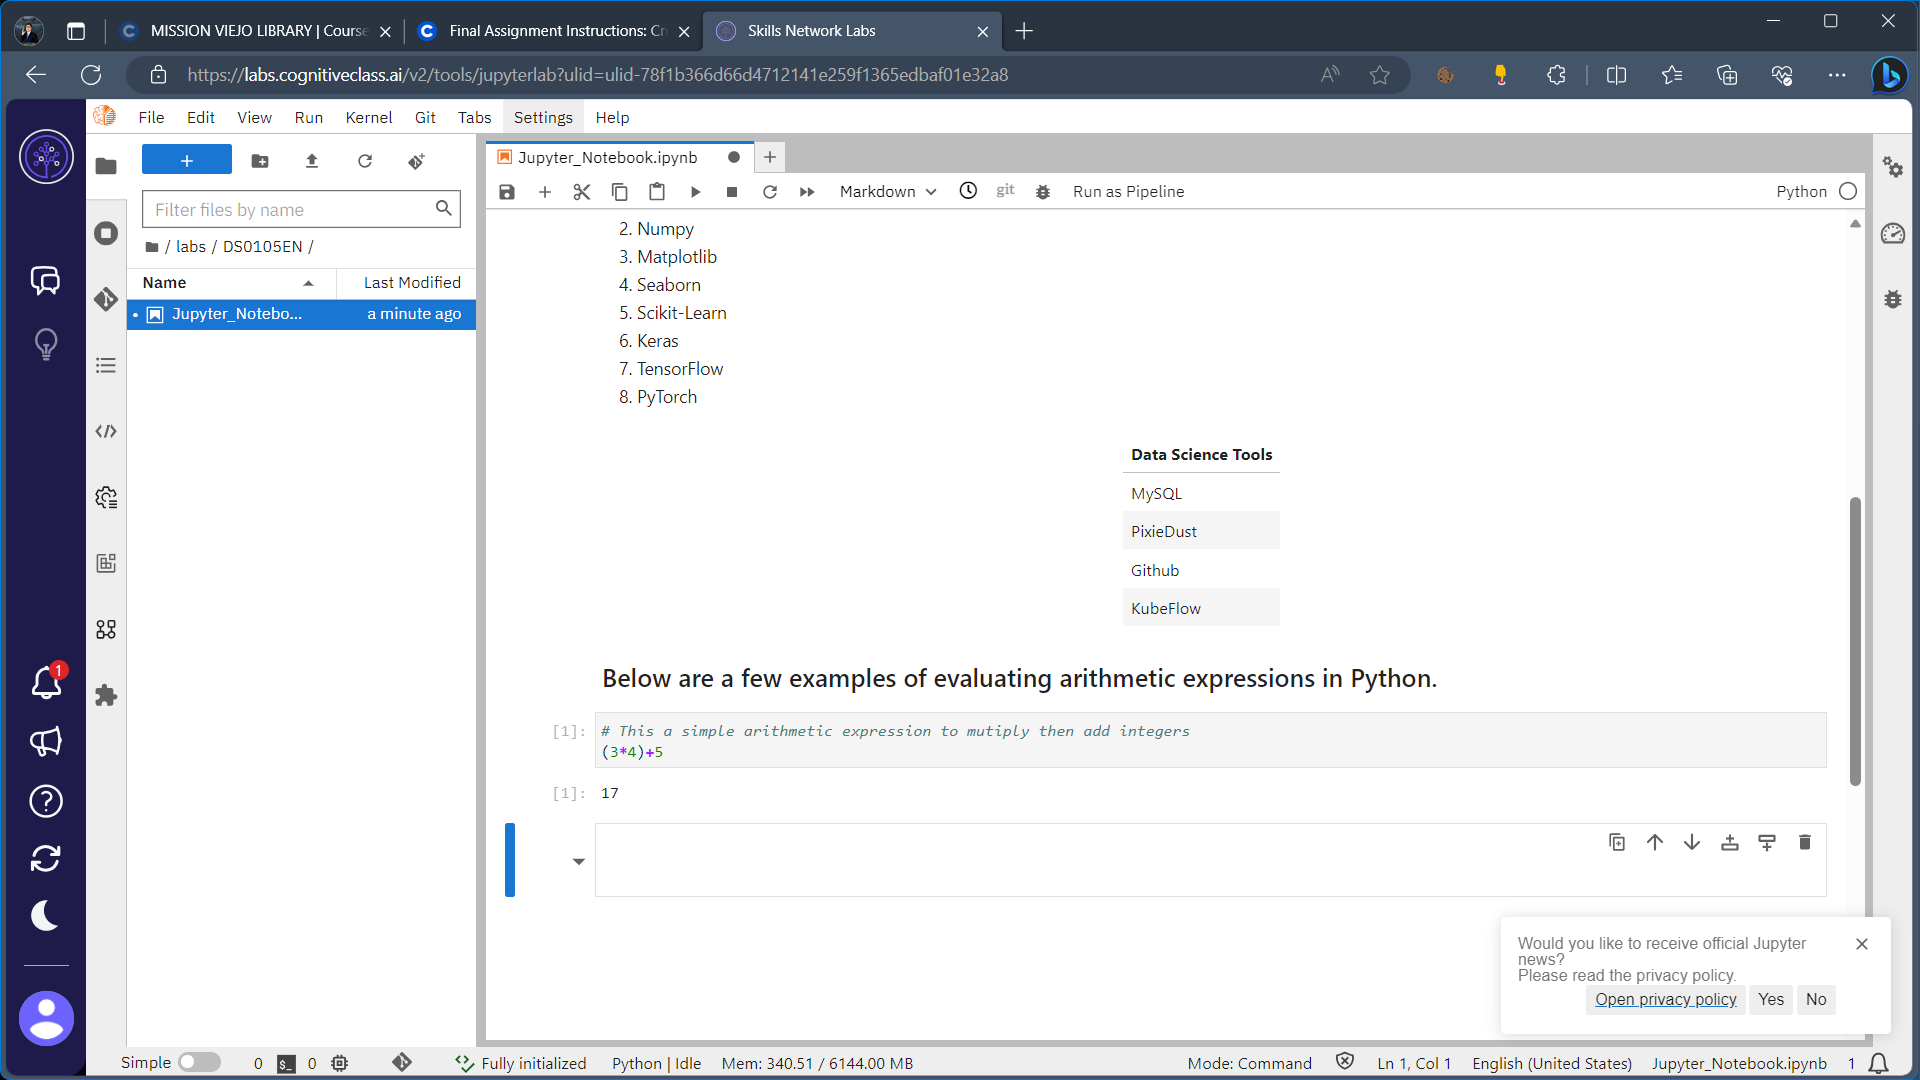 MISSION VIEJO LIBRARY | Course
Final Assignment Instructions: Cr
Skills Network Labs
https://labs.cognitiveclass.ai/v2/tools/jupyterlab?ulid=ulid-78f1b366d66d4712141e259f1365edbaf01e32a8
File Edit View Run Kernel Git Tabs Settings Help
Filter files by name
/ labs / DS0105EN /
Name Last Modified
Jupyter_Notebo... a minute ago
Jupyter_Notebook.ipynb
Markdown git Run as Pipeline Python
2. Numpy
3. Matplotlib
4. Seaborn
5. Scikit-Learn
6. Keras
7. TensorFlow
8. PyTorch
Data Science Tools
MySQL
PixieDust
Github
KubeFlow
Below are a few examples of evaluating arithmetic expressions in Python.
[1]: # This a simple arithmetic expression to mutiply then add integers
(3*4)+5
[1]: 17
1
Would you like to receive official Jupyter
news?
Please read the privacy policy.
Open privacy policy Yes No
Simple 0 $_ 0 Fully initialized Python | Idle Mem: 340.51 / 6144.00 MB Mode: Command Ln 1, Col 1 English (United States) Jupyter_Notebook.ipynb 1